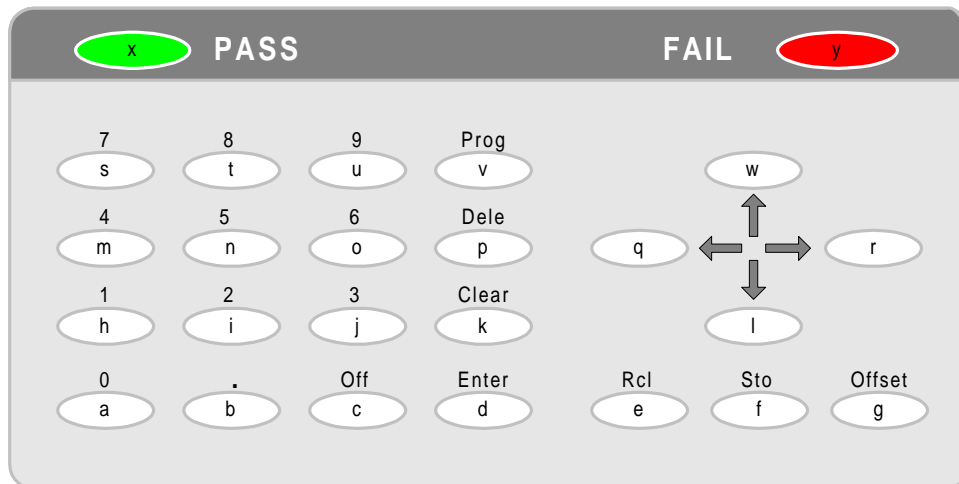 x PASS FAIL y
7 8 9 Prog
s t u v w
4 5 6 Dele
m n o p q r
1 2 3 Clear
h i j k l
0 . Off Enter Rcl Sto Offset
a b c d e f g